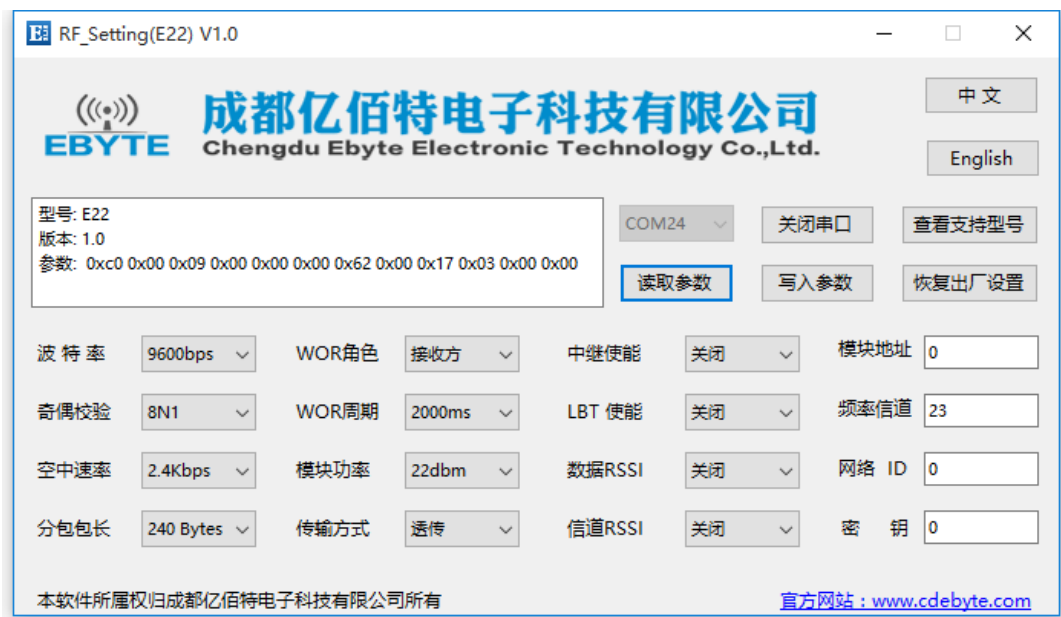 RF_Setting(E22) V1.0
EBYTE
成都亿佰特电子科技有限公司
Chengdu Ebyte Electronic Technology Co.,Ltd.
中 文
English
型号: E22
版本: 1.0
参数: 0xc0 0x00 0x09 0x00 0x00 0x00 0x62 0x00 0x17 0x03 0x00 0x00
COM24 关闭串口 查看支持型号
读取参数 写入参数 恢复出厂设置
波 特 率 9600bps WOR角色 接收方 中继使能 关闭 模块地址 0
奇偶校验 8N1 WOR周期 2000ms LBT 使能 关闭 频率信道 23
空中速率 2.4Kbps 模块功率 22dbm 数据RSSI 关闭 网络 ID 0
分包包长 240 Bytes 传输方式 透传 信道RSSI 关闭 密 钥 0
本软件所属权归成都亿佰特电子科技有限公司所有 官方网站：www.cdebyte.com